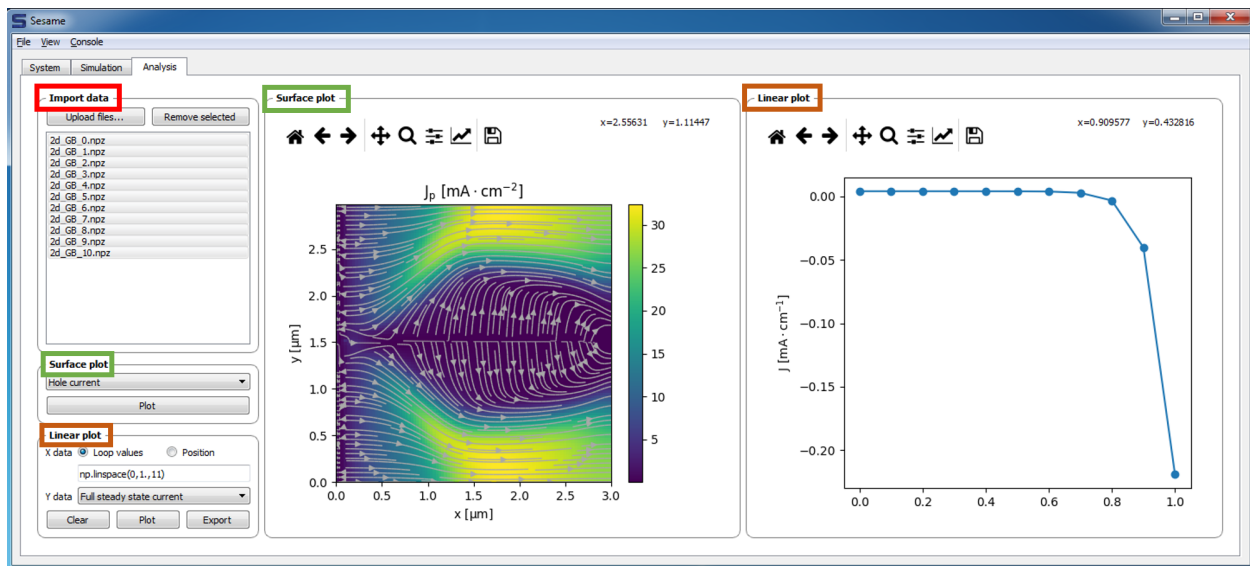 Sesame
File View Console
System Simulation Analysis
Import data
Upload files... Remove selected
2d_GB_0.npz
2d_GB_1.npz
2d_GB_2.npz
2d_GB_3.npz
2d_GB_4.npz
2d_GB_5.npz
2d_GB_6.npz
2d_GB_7.npz
2d_GB_8.npz
2d_GB_9.npz
2d_GB_10.npz
Surface plot
Hole current
Plot
Linear plot
X data Loop values Position
np.linspace(0,1.,11)
Y data Full steady state current
Clear Plot Export
Surface plot
x=2.55631 y=1.11447
Jp [mA · cm−2]
30
25
20
15
10
5
y [µm]
2.5
2.0
1.5
1.0
0.5
0.0
0.0 0.5 1.0 1.5 2.0 2.5 3.0
x [µm]
Linear plot
x=0.909577 y=0.432816
J [mA · cm−1]
0.00
−0.05
−0.10
−0.15
−0.20
0.0 0.2 0.4 0.6 0.8 1.0